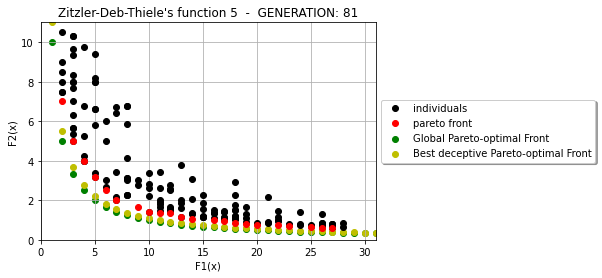 Zitzler-Deb-Thiele's function 5 - GENERATION: 81
10
8
6
4
2
0
F2(x)
0 5 10 15 20 25 30
F1(x)
individuals
pareto front
Global Pareto-optimal Front
Best deceptive Pareto-optimal Front